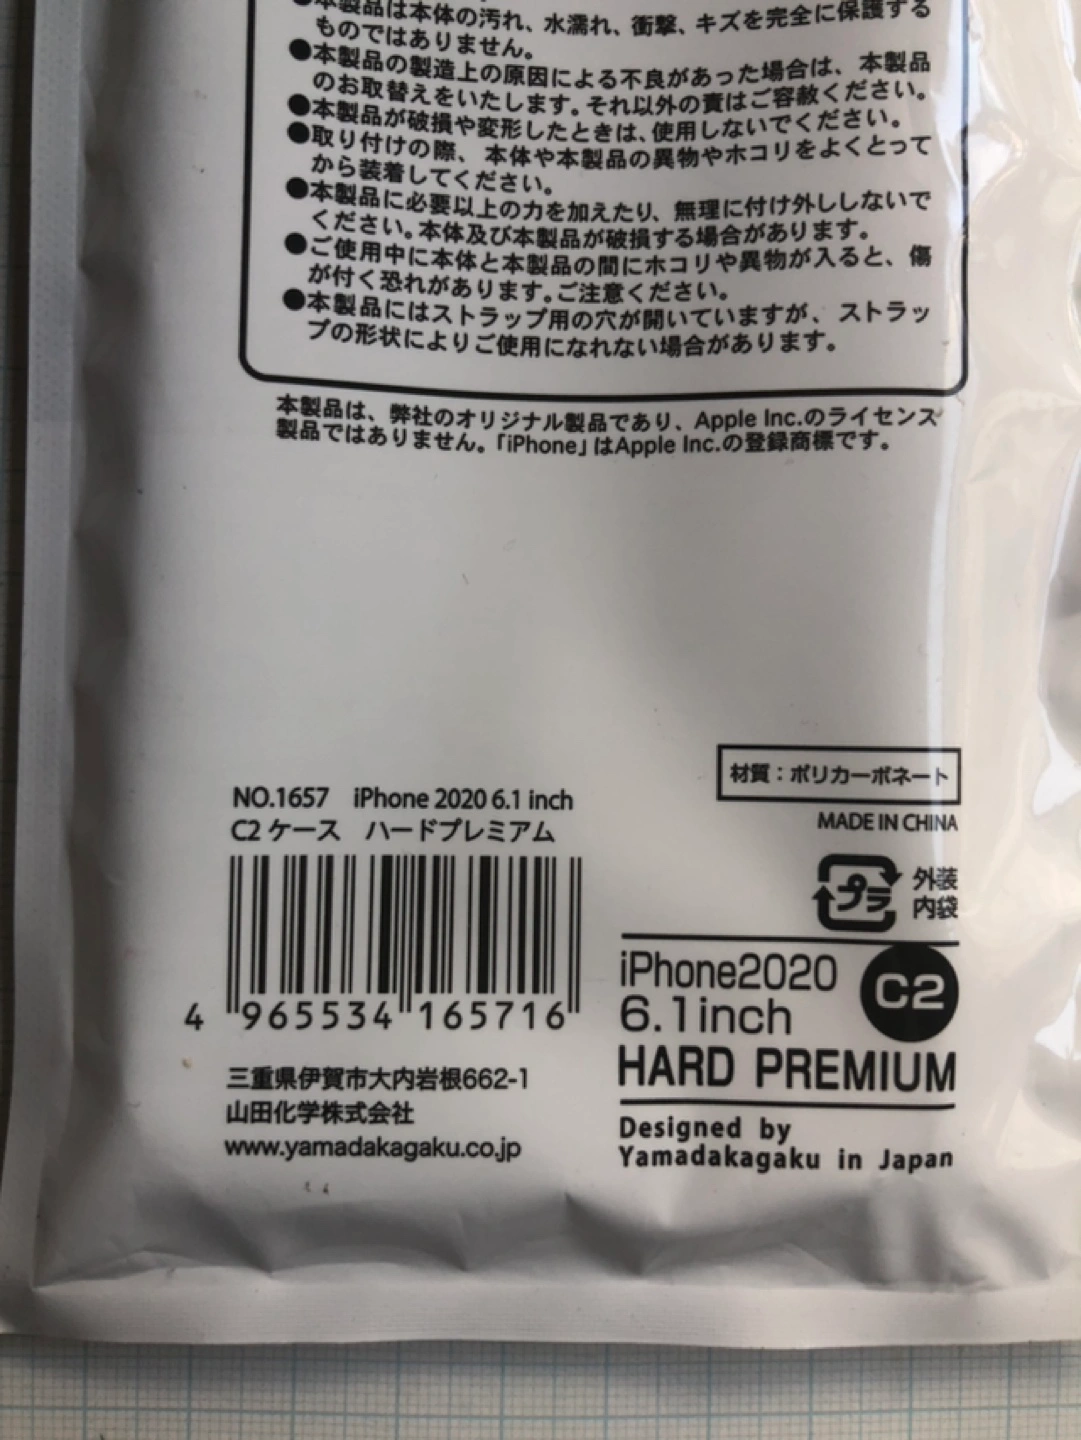 ●本製品は本体の汚れ、水濡れ、衝撃、キズを完全に保護する
ものではありません。
●本製品の製造上の原因による不良があった場合は、本製品
のお取替えをいたします。それ以外の責はご容赦ください。
●本製品が破損や変形したときは、使用しないでください。
●取り付けの際、本体や本製品の異物やホコリをよくとって
から装着してください。
●本製品に必要以上の力を加えたり、無理に付け外ししないで
ください。本体及び本製品が破損する場合があります。
●ご使用中に本体と本製品の間にホコリや異物が入ると、傷
が付く恐れがあります。ご注意ください。
●本製品にはストラップ用の穴が開いていますが、ストラッ
プの形状によりご使用になれない場合があります。
本製品は、弊社のオリジナル製品であり、Apple Inc.のライセンス
製品ではありません。「iPhone」はApple Inc.の登録商標です。
材質：ポリカーボネート
MADE IN CHINA
プラ
外装
内袋
NO.1657 iPhone 2020 6.1 inch
C2 ケース ハードプレミアム
4 965534 165716
三重県伊賀市大内岩根662-1
山田化学株式会社
www.yamadakagaku.co.jp
iPhone2020
6.1inch
C2
HARD PREMIUM
Designed by
Yamadakagaku in Japan